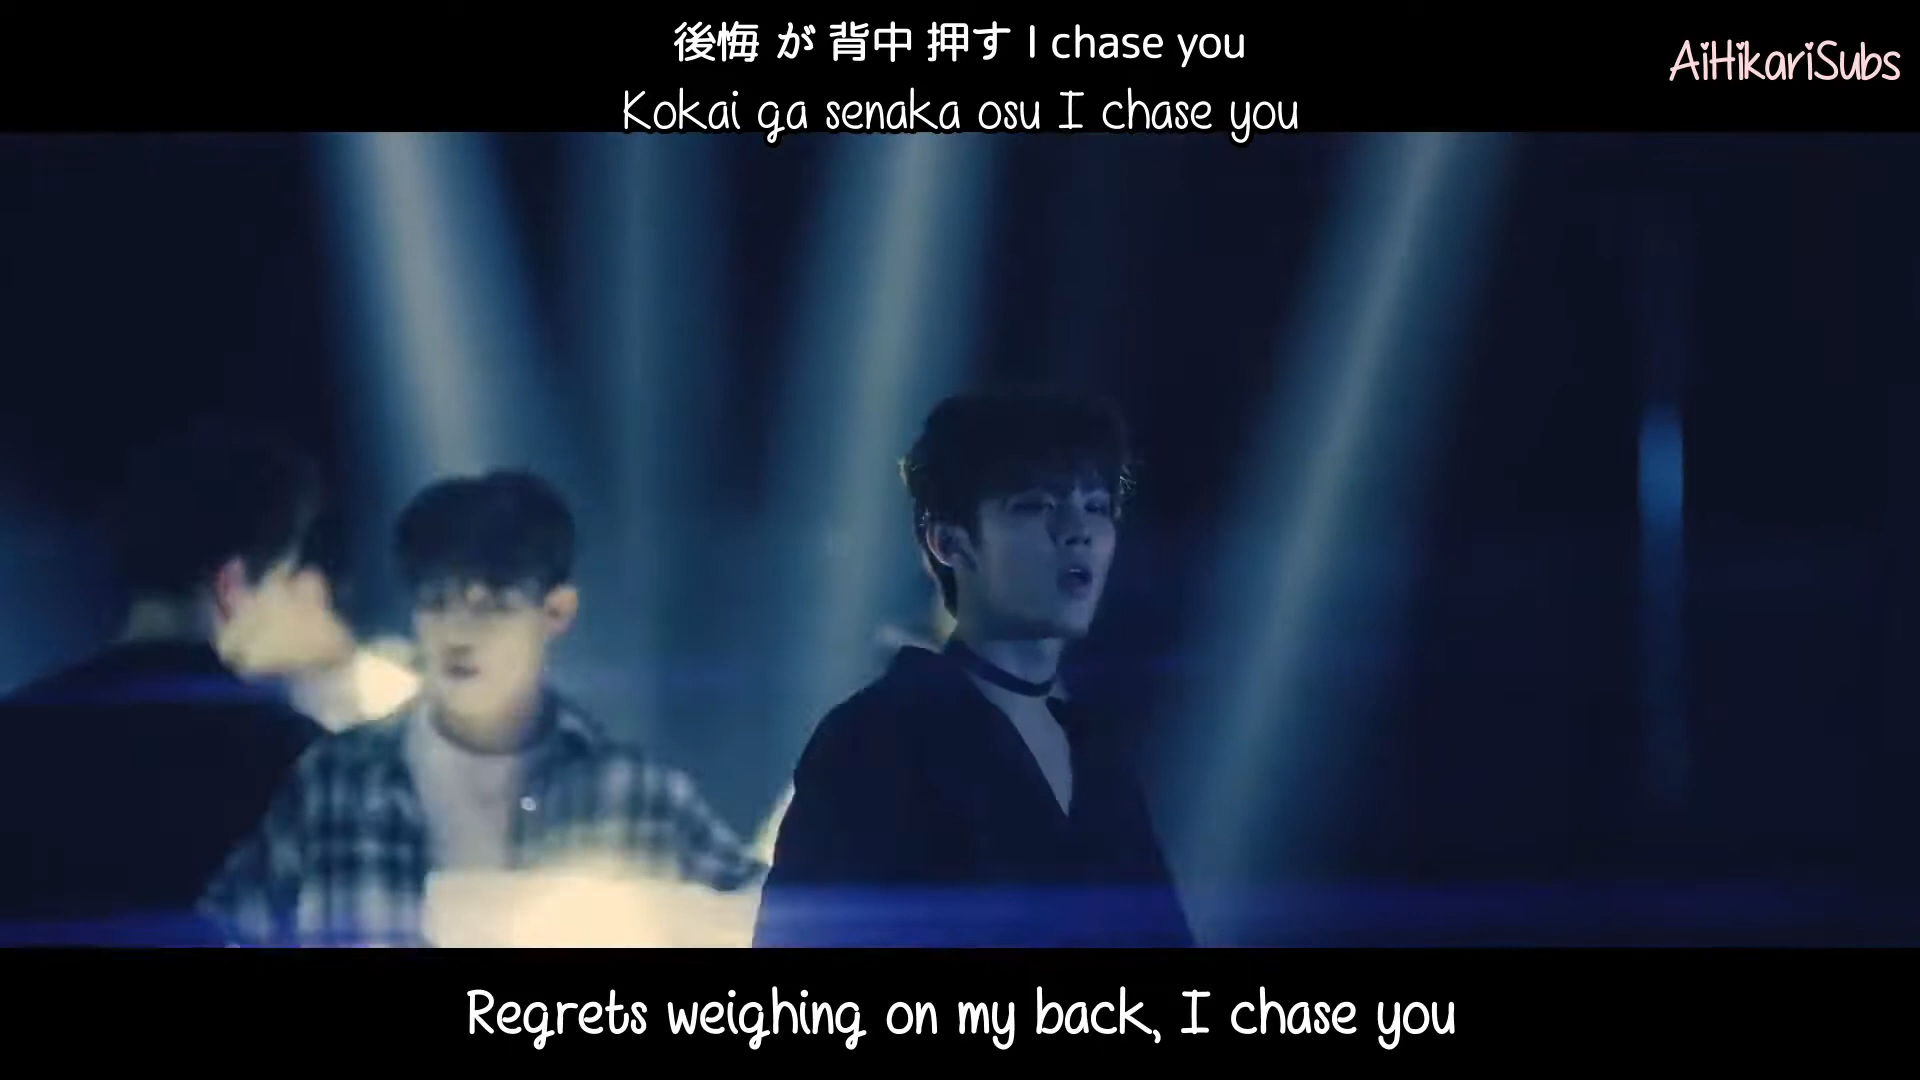 後悔 が 背中 押す I chase you
AiHikariSubs
Kokai ga senaka osu I chase you
Regrets weighing on my back, I chase you